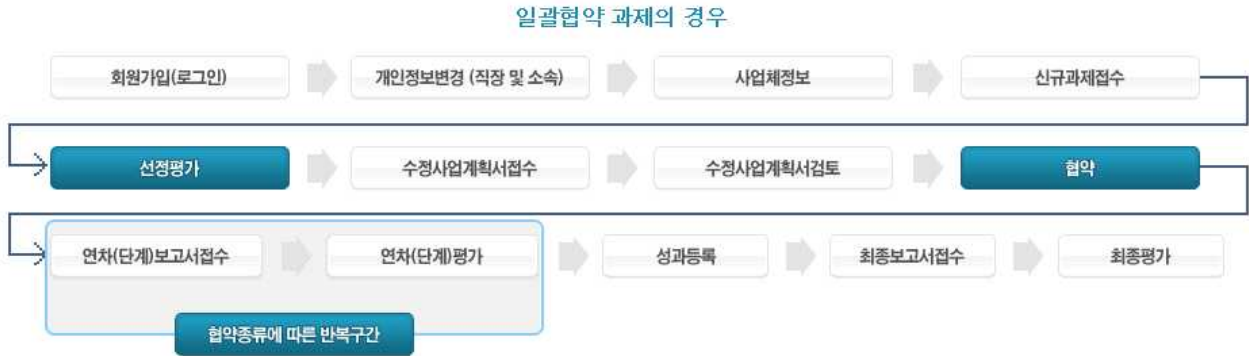 일괄협약 과제의 경우
회원가입(로그인)
개인정보변경 (직장 및 소속)
사업체정보
신규과제접수
선정평가
수정사업계획서접수
수정사업계획서검토
협약
연차(단계)보고서접수
연차(단계)평가
성과등록
최종보고서접수
최종평가
협약종류에 따른 반복구간